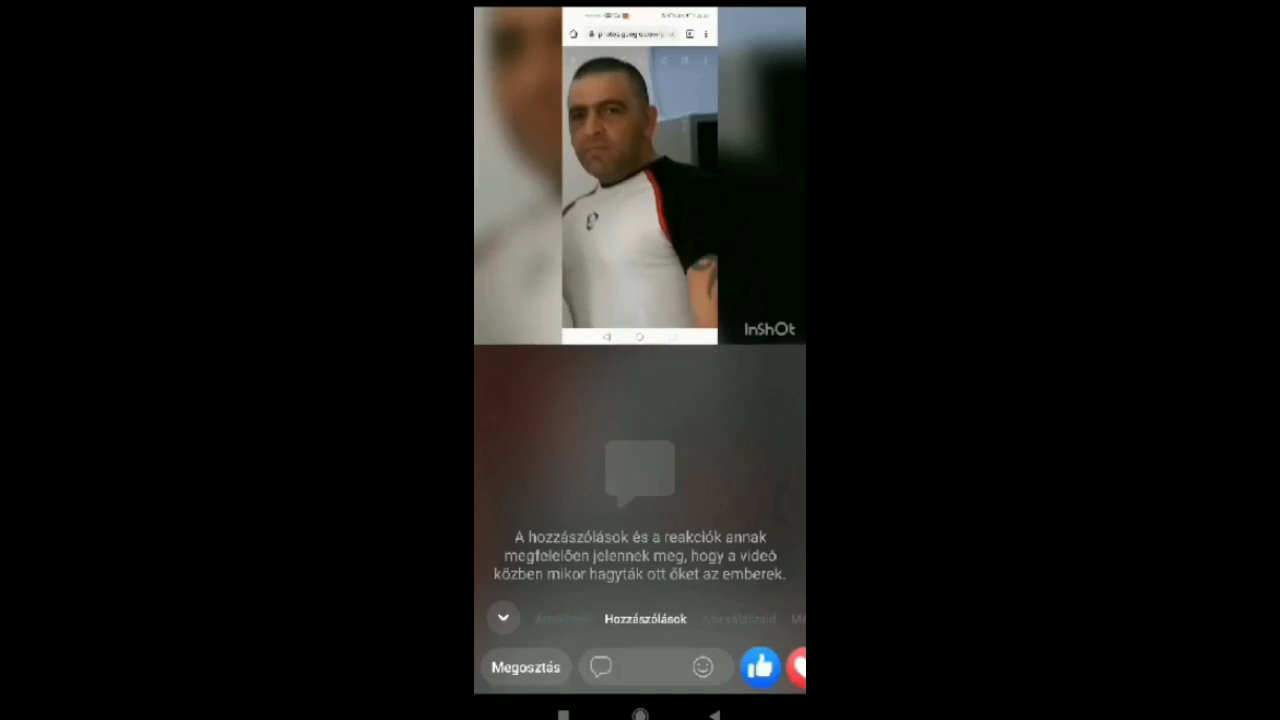 InShOt
A hozzászólások és a reakciók annak
megfelelően jelennek meg, hogy a videó
közben mikor hagyták ott őket az emberek.
Hozzászólások
Megosztás